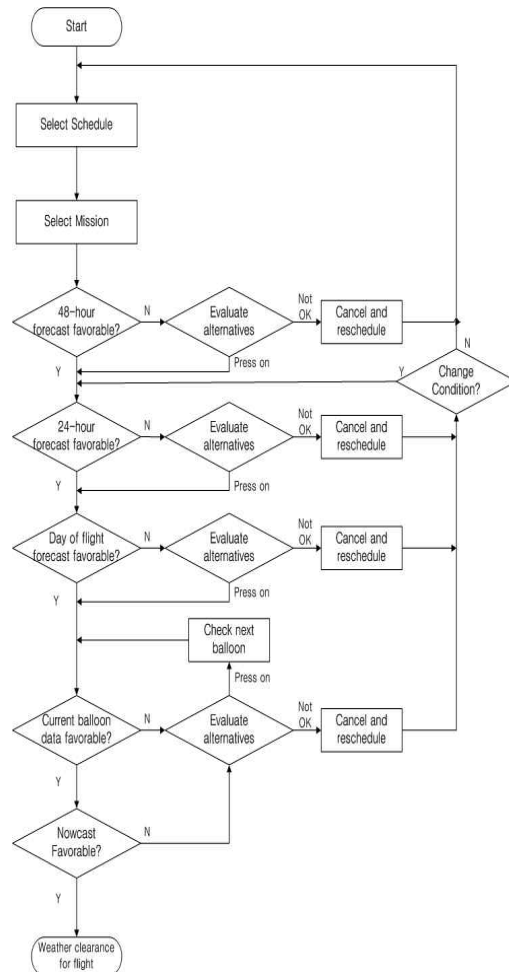 Start
Select Schedule
Select Mission
48-hour
forecast favorable?
N
Evaluate
alternatives
Not
OK
Cancel and
reschedule
N
Y
Press on
Y
Change
Condition?
24-hour
forecast favorable?
N
Evaluate
alternatives
Not
OK
Cancel and
reschedule
Y
Press on
Day of flight
forecast favorable?
N
Evaluate
alternatives
Not
OK
Cancel and
reschedule
Y
Press on
Check next
balloon
Press on
Current balloon
data favorable?
N
Evaluate
alternatives
Not
OK
Cancel and
reschedule
Y
Nowcast
Favorable?
N
Y
Weather clearance
for flight